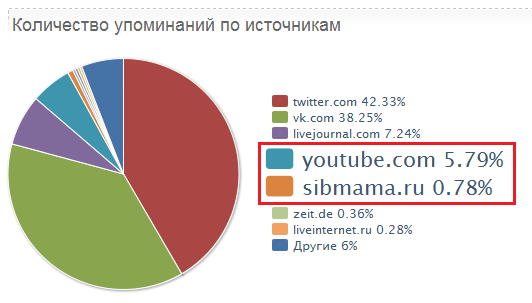 Количество упоминаний по источникам
twitter.com 42.33%
vk.com 38.25%
livejournal.com 7.24%
youtube.com 5.79%
sibmama.ru 0.78%
zeit.de 0.36%
liveinternet.ru 0.28%
Другие 6%